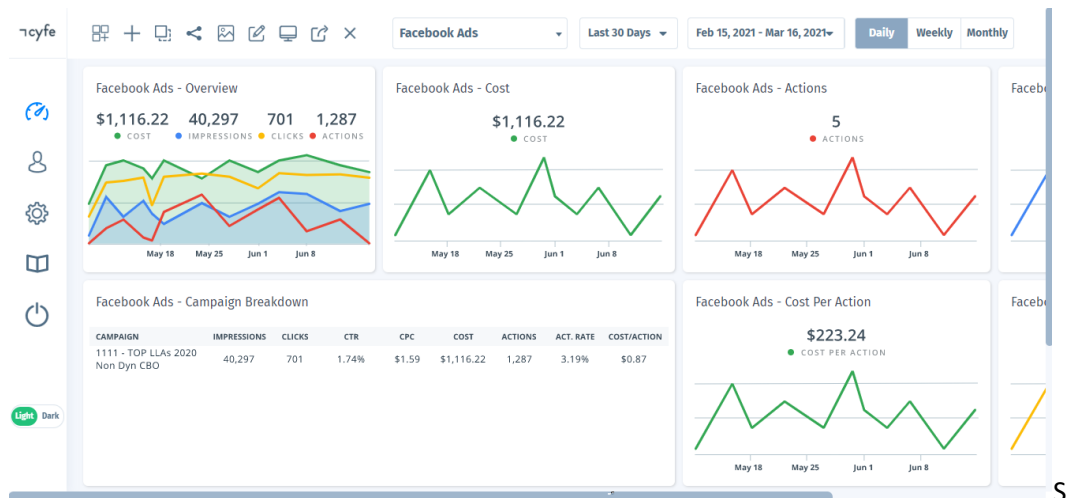 cyfe
Facebook Ads
Last 30 Days
Feb 15, 2021 - Mar 16, 2021
Daily Weekly Monthly
Facebook Ads - Overview
$1,116.22 40,297 701 1,287
COST IMPRESSIONS CLICKS ACTIONS
May 18 May 25 Jun 1 Jun 8
Facebook Ads - Cost
$1,116.22
COST
May 18 May 25 Jun 1 Jun 8
Facebook Ads - Actions
5
ACTIONS
May 18 May 25 Jun 1 Jun 8
Faceb
Facebook Ads - Campaign Breakdown
CAMPAIGN IMPRESSIONS CLICKS CTR CPC COST ACTIONS ACT. RATE COST/ACTION
1111 - TOP LLAs 2020
Non Dyn CBO 40,297 701 1.74% $1.59 $1,116.22 1,287 3.19% $0.87
Facebook Ads - Cost Per Action
$223.24
COST PER ACTION
May 18 May 25 Jun 1 Jun 8
Faceb
Light Dark
S